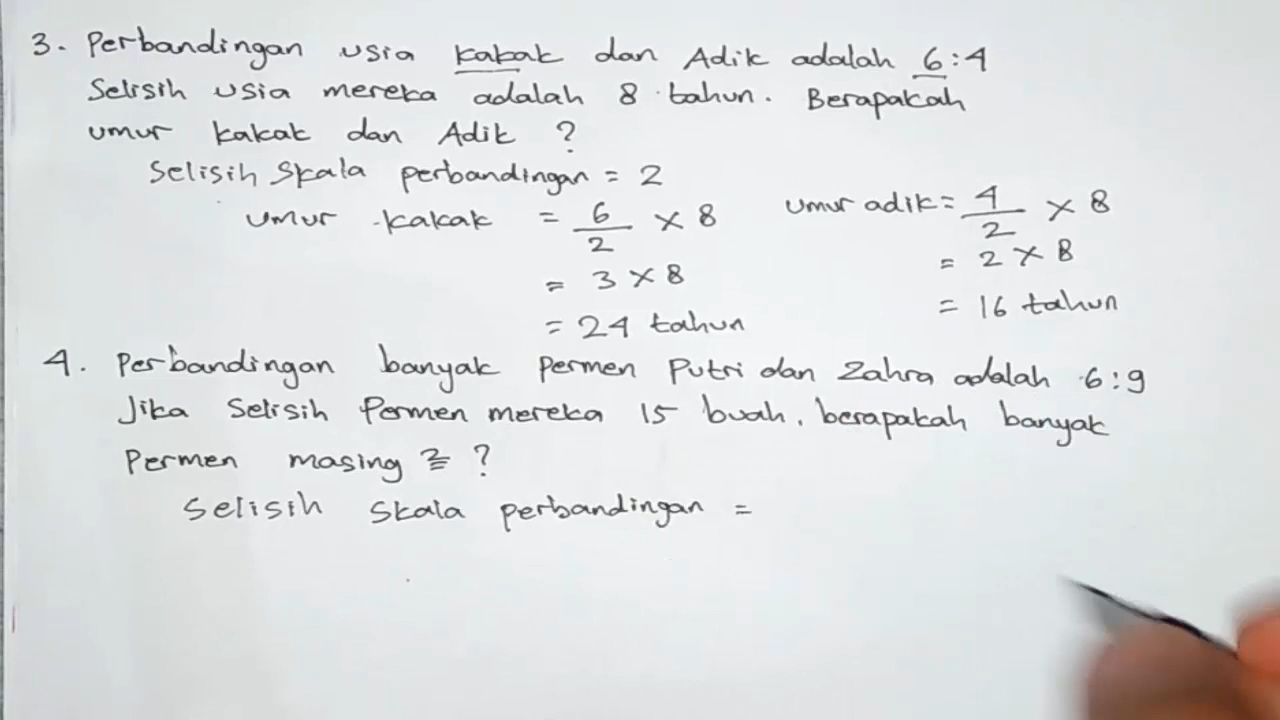 3. Perbandingan usia kakak dan Adik adalah 6:4
Selisih usia mereka adalah 8 tahun. Berapakah
umur kakak dan Adik ?
Selisih Skala perbandingan = 2
umur kakak = 6/2 × 8
= 3 × 8
= 24 tahun
umur adik = 4/2 × 8
= 2 × 8
= 16 tahun
4. Perbandingan banyak permen Putri dan Zahra adalah 6:9
Jika Selisih Permen mereka 15 buah, berapakah banyak
Permen masing 2 ?
Selisih Skala perbandingan =